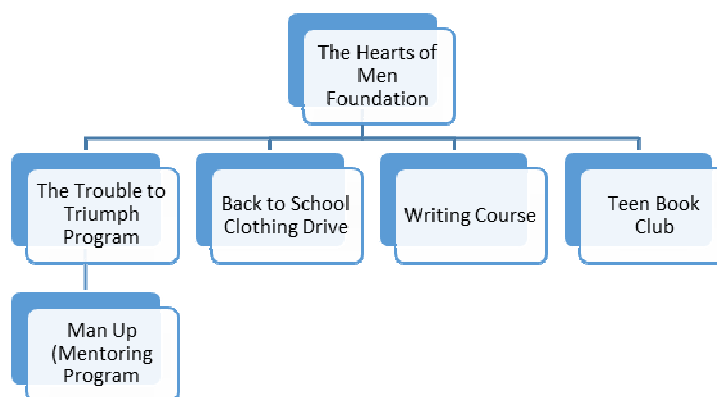 The Hearts of
Men
Foundation
The Trouble to
Triumph
Program
Back to School
Clothing Drive
Writing Course
Teen Book
Club
Man Up
(Mentoring
Program